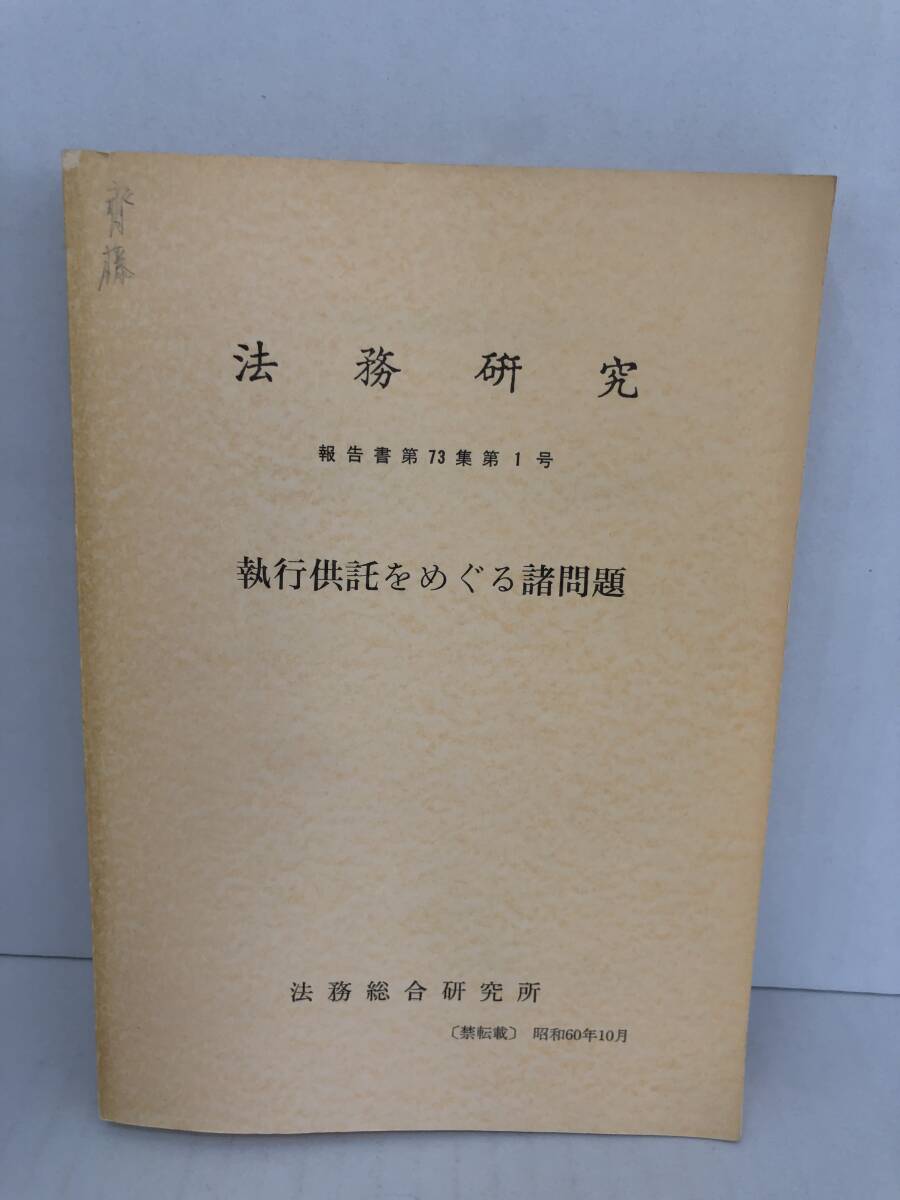 齊藤
法務研究
報告書第73集第1号
執行供託をめぐる諸問題
法務総合研究所
〔禁転載〕 昭和60年10月